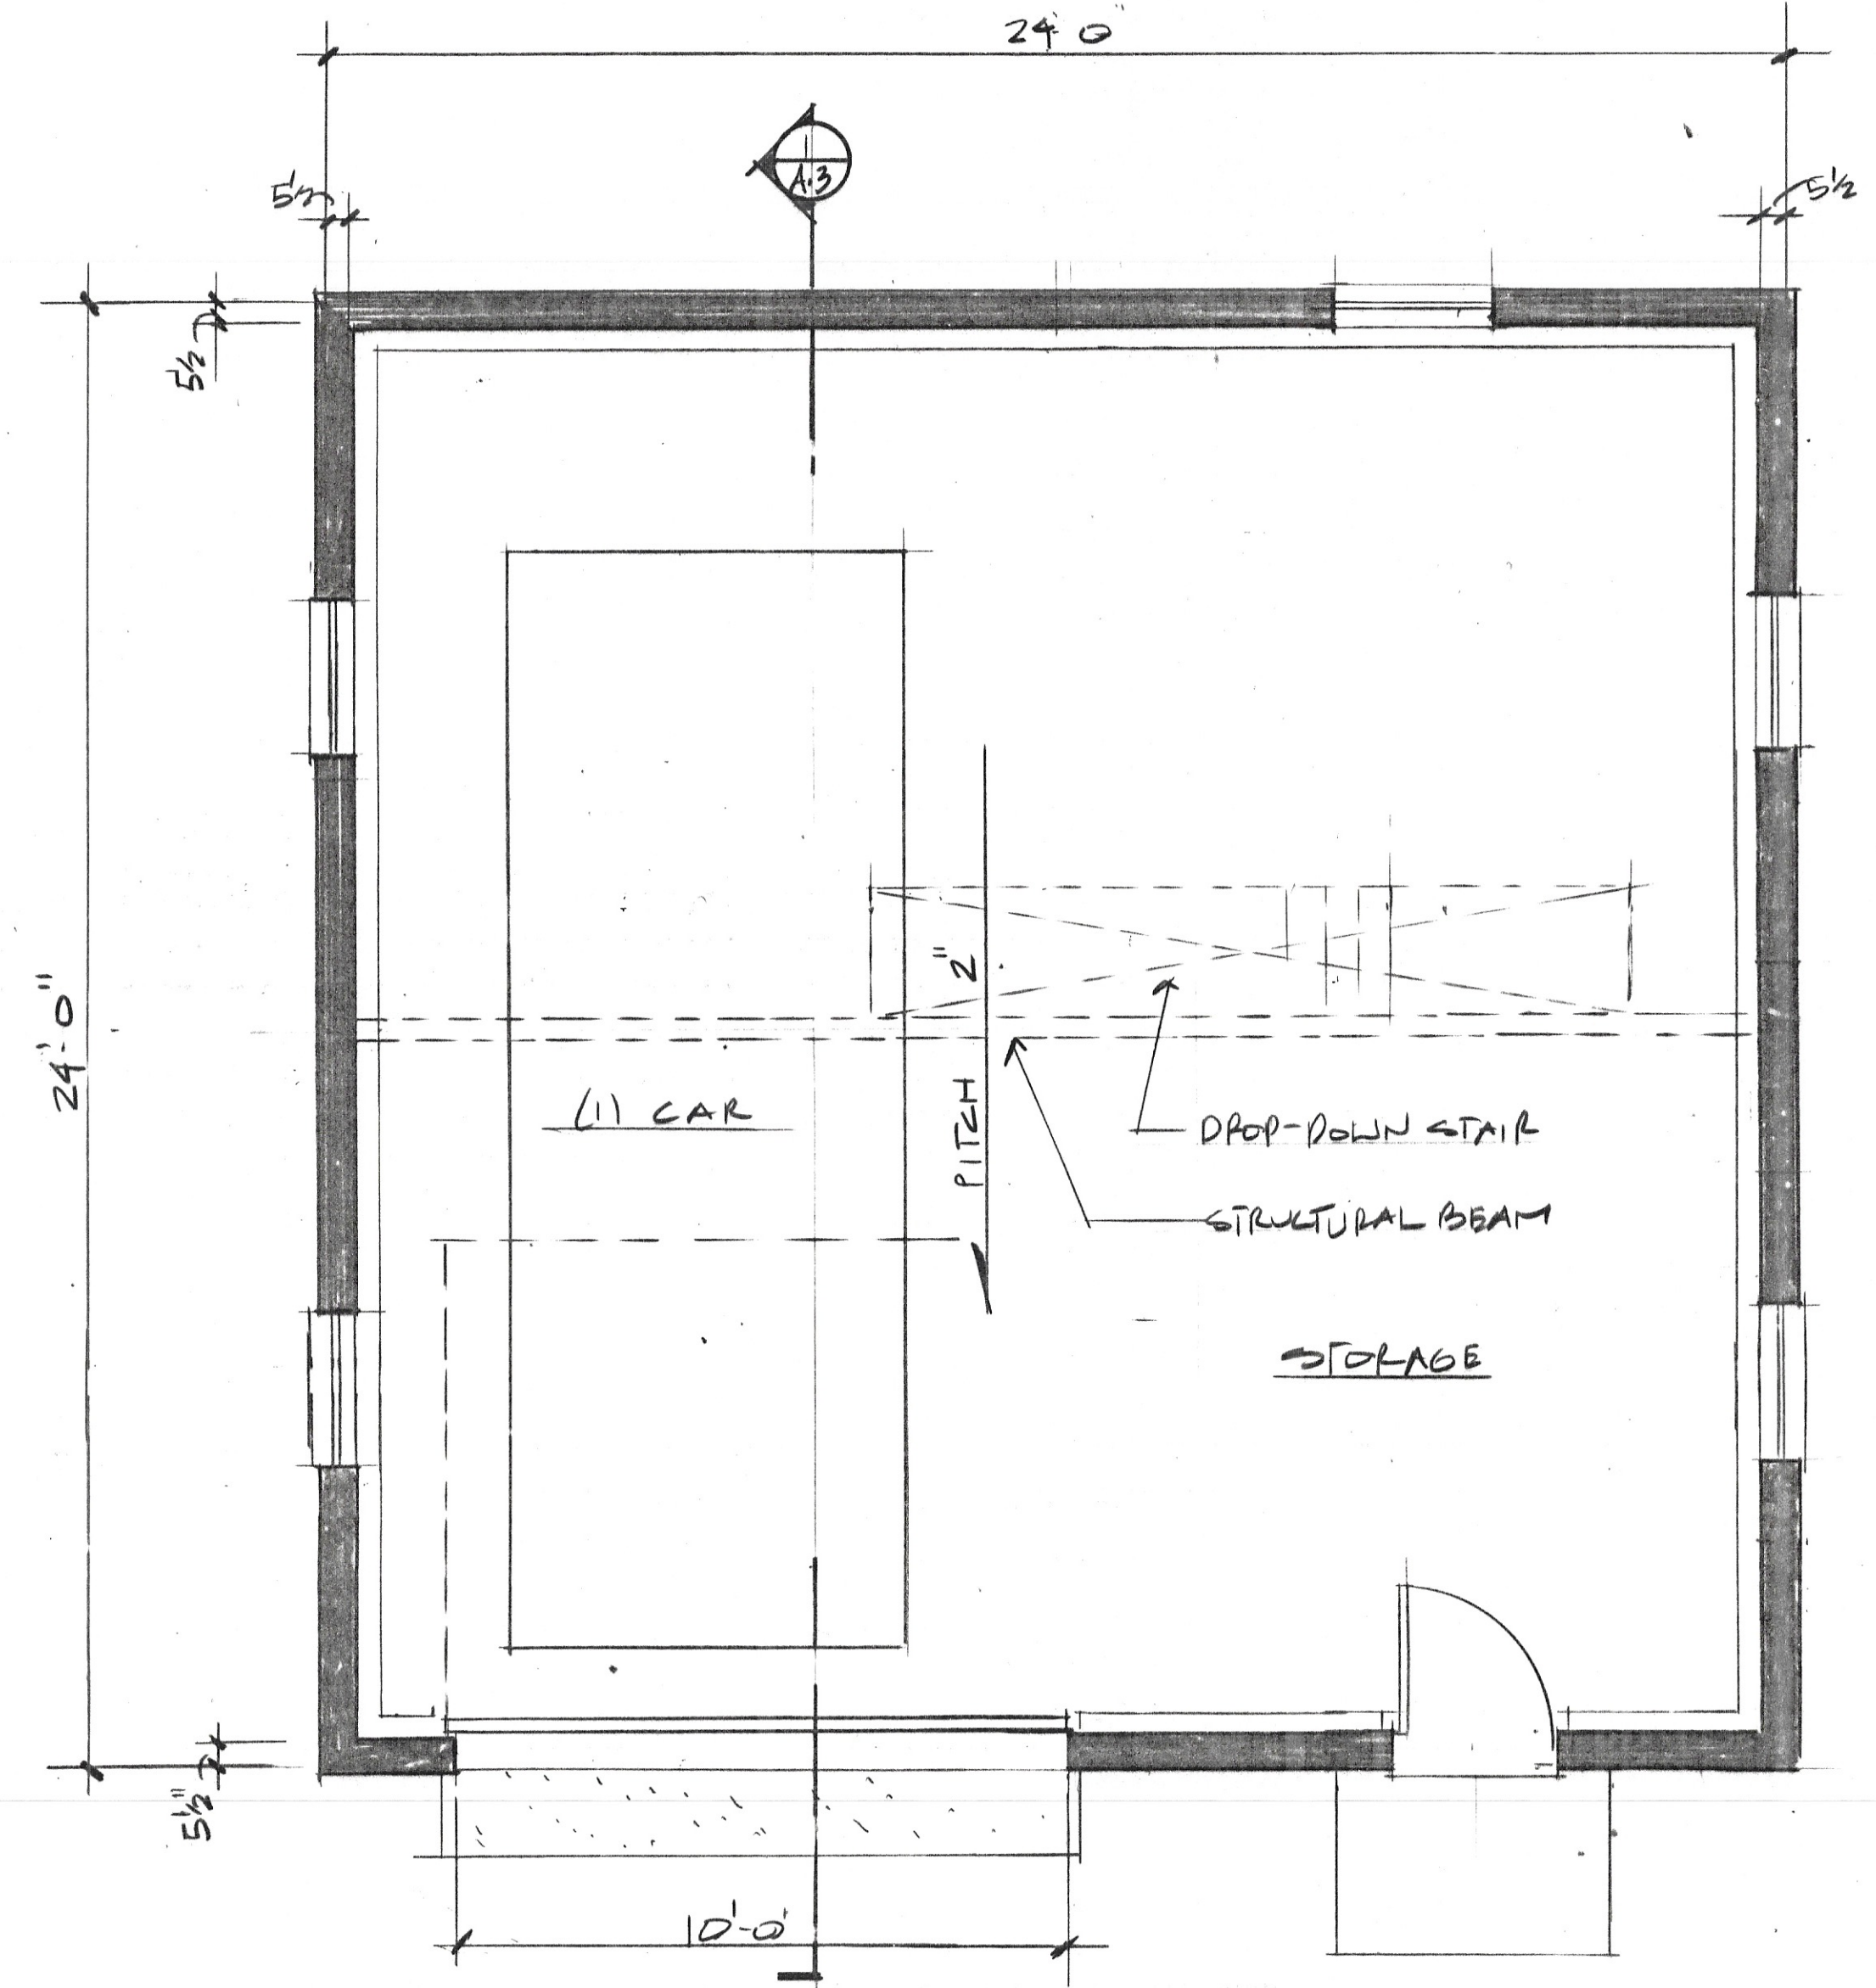 24'-0"
1
A.3
5½
5½
5½
24'-0"
PITCH 2"
(1) CAR
DROP-DOWN STAIR
STRUCTURAL BEAM
STORAGE
5½"
10'-0"